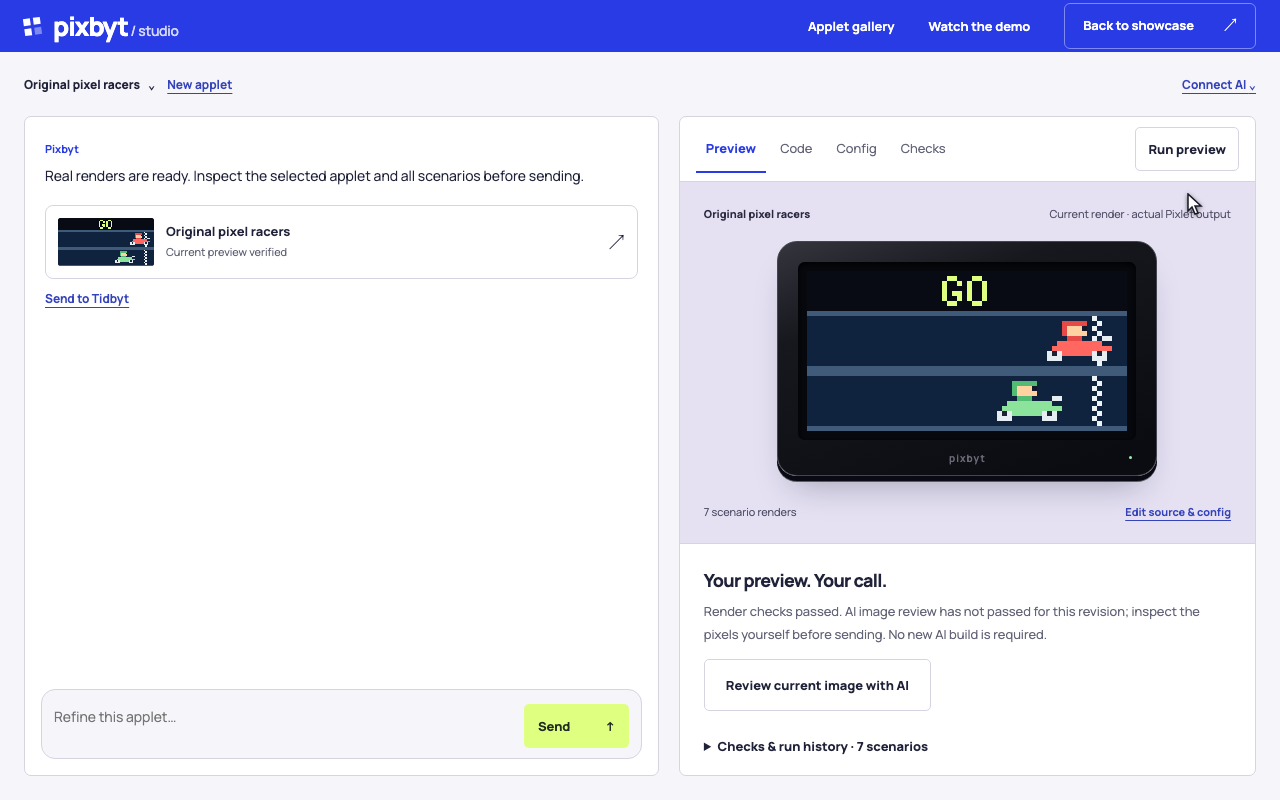 pixbyt / studio
Applet gallery
Watch the demo
Back to showcase
Original pixel racers
New applet
Connect AI
Pixbyt
Real renders are ready. Inspect the selected applet and all scenarios before sending.
GO
Original pixel racers
Current preview verified
Send to Tidbyt
Refine this applet...
Send
Preview
Code
Config
Checks
Run preview
Original pixel racers
Current render · actual Pixlet output
GO
pixbyt
7 scenario renders
Edit source & config
Your preview. Your call.
Render checks passed. AI image review has not passed for this revision; inspect the
pixels yourself before sending. No new AI build is required.
Review current image with AI
Checks & run history · 7 scenarios